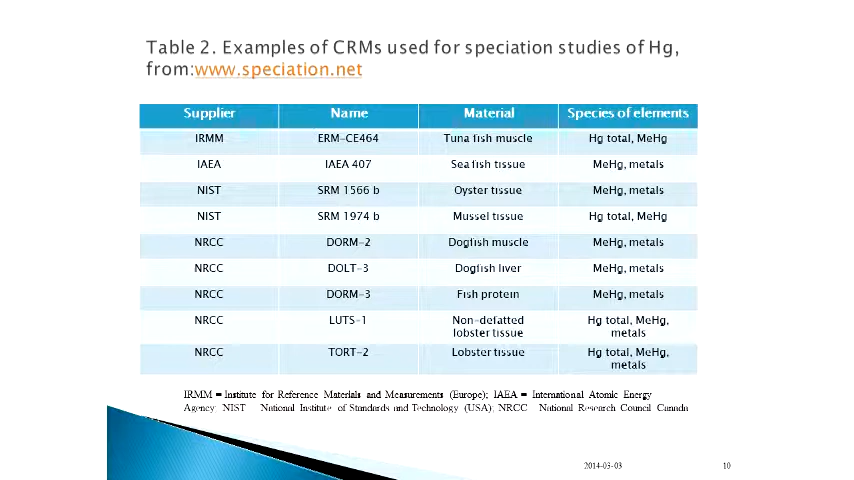 Table 2. Examples of CRMs used for speciation studies of Hg,
from:www.speciation.net
Supplier Name Material Species of elements
IRMM ERM-CE464 Tuna fish muscle Hg total, MeHg
IAEA IAEA 407 Sea fish tissue MeHg, metals
NIST SRM 1566 b Oyster tissue MeHg, metals
NIST SRM 1974 b Mussel tissue Hg total, MeHg
NRCC DORM-2 Dogfish muscle MeHg, metals
NRCC DOLT-3 Dogfish liver MeHg, metals
NRCC DORM-3 Fish protein MeHg, metals
NRCC LUTS-1 Non-defatted Hg total, MeHg,
lobster tissue metals
NRCC TORT-2 Lobster tissue Hg total, MeHg,
metals
IRMM = Institute for Reference Materials and Measurements (Europe); IAEA = International Atomic Energy
Agency; NIST National Institute of Standards and Technology (USA); NRCC National Research Council Canada
2014-03-03 10